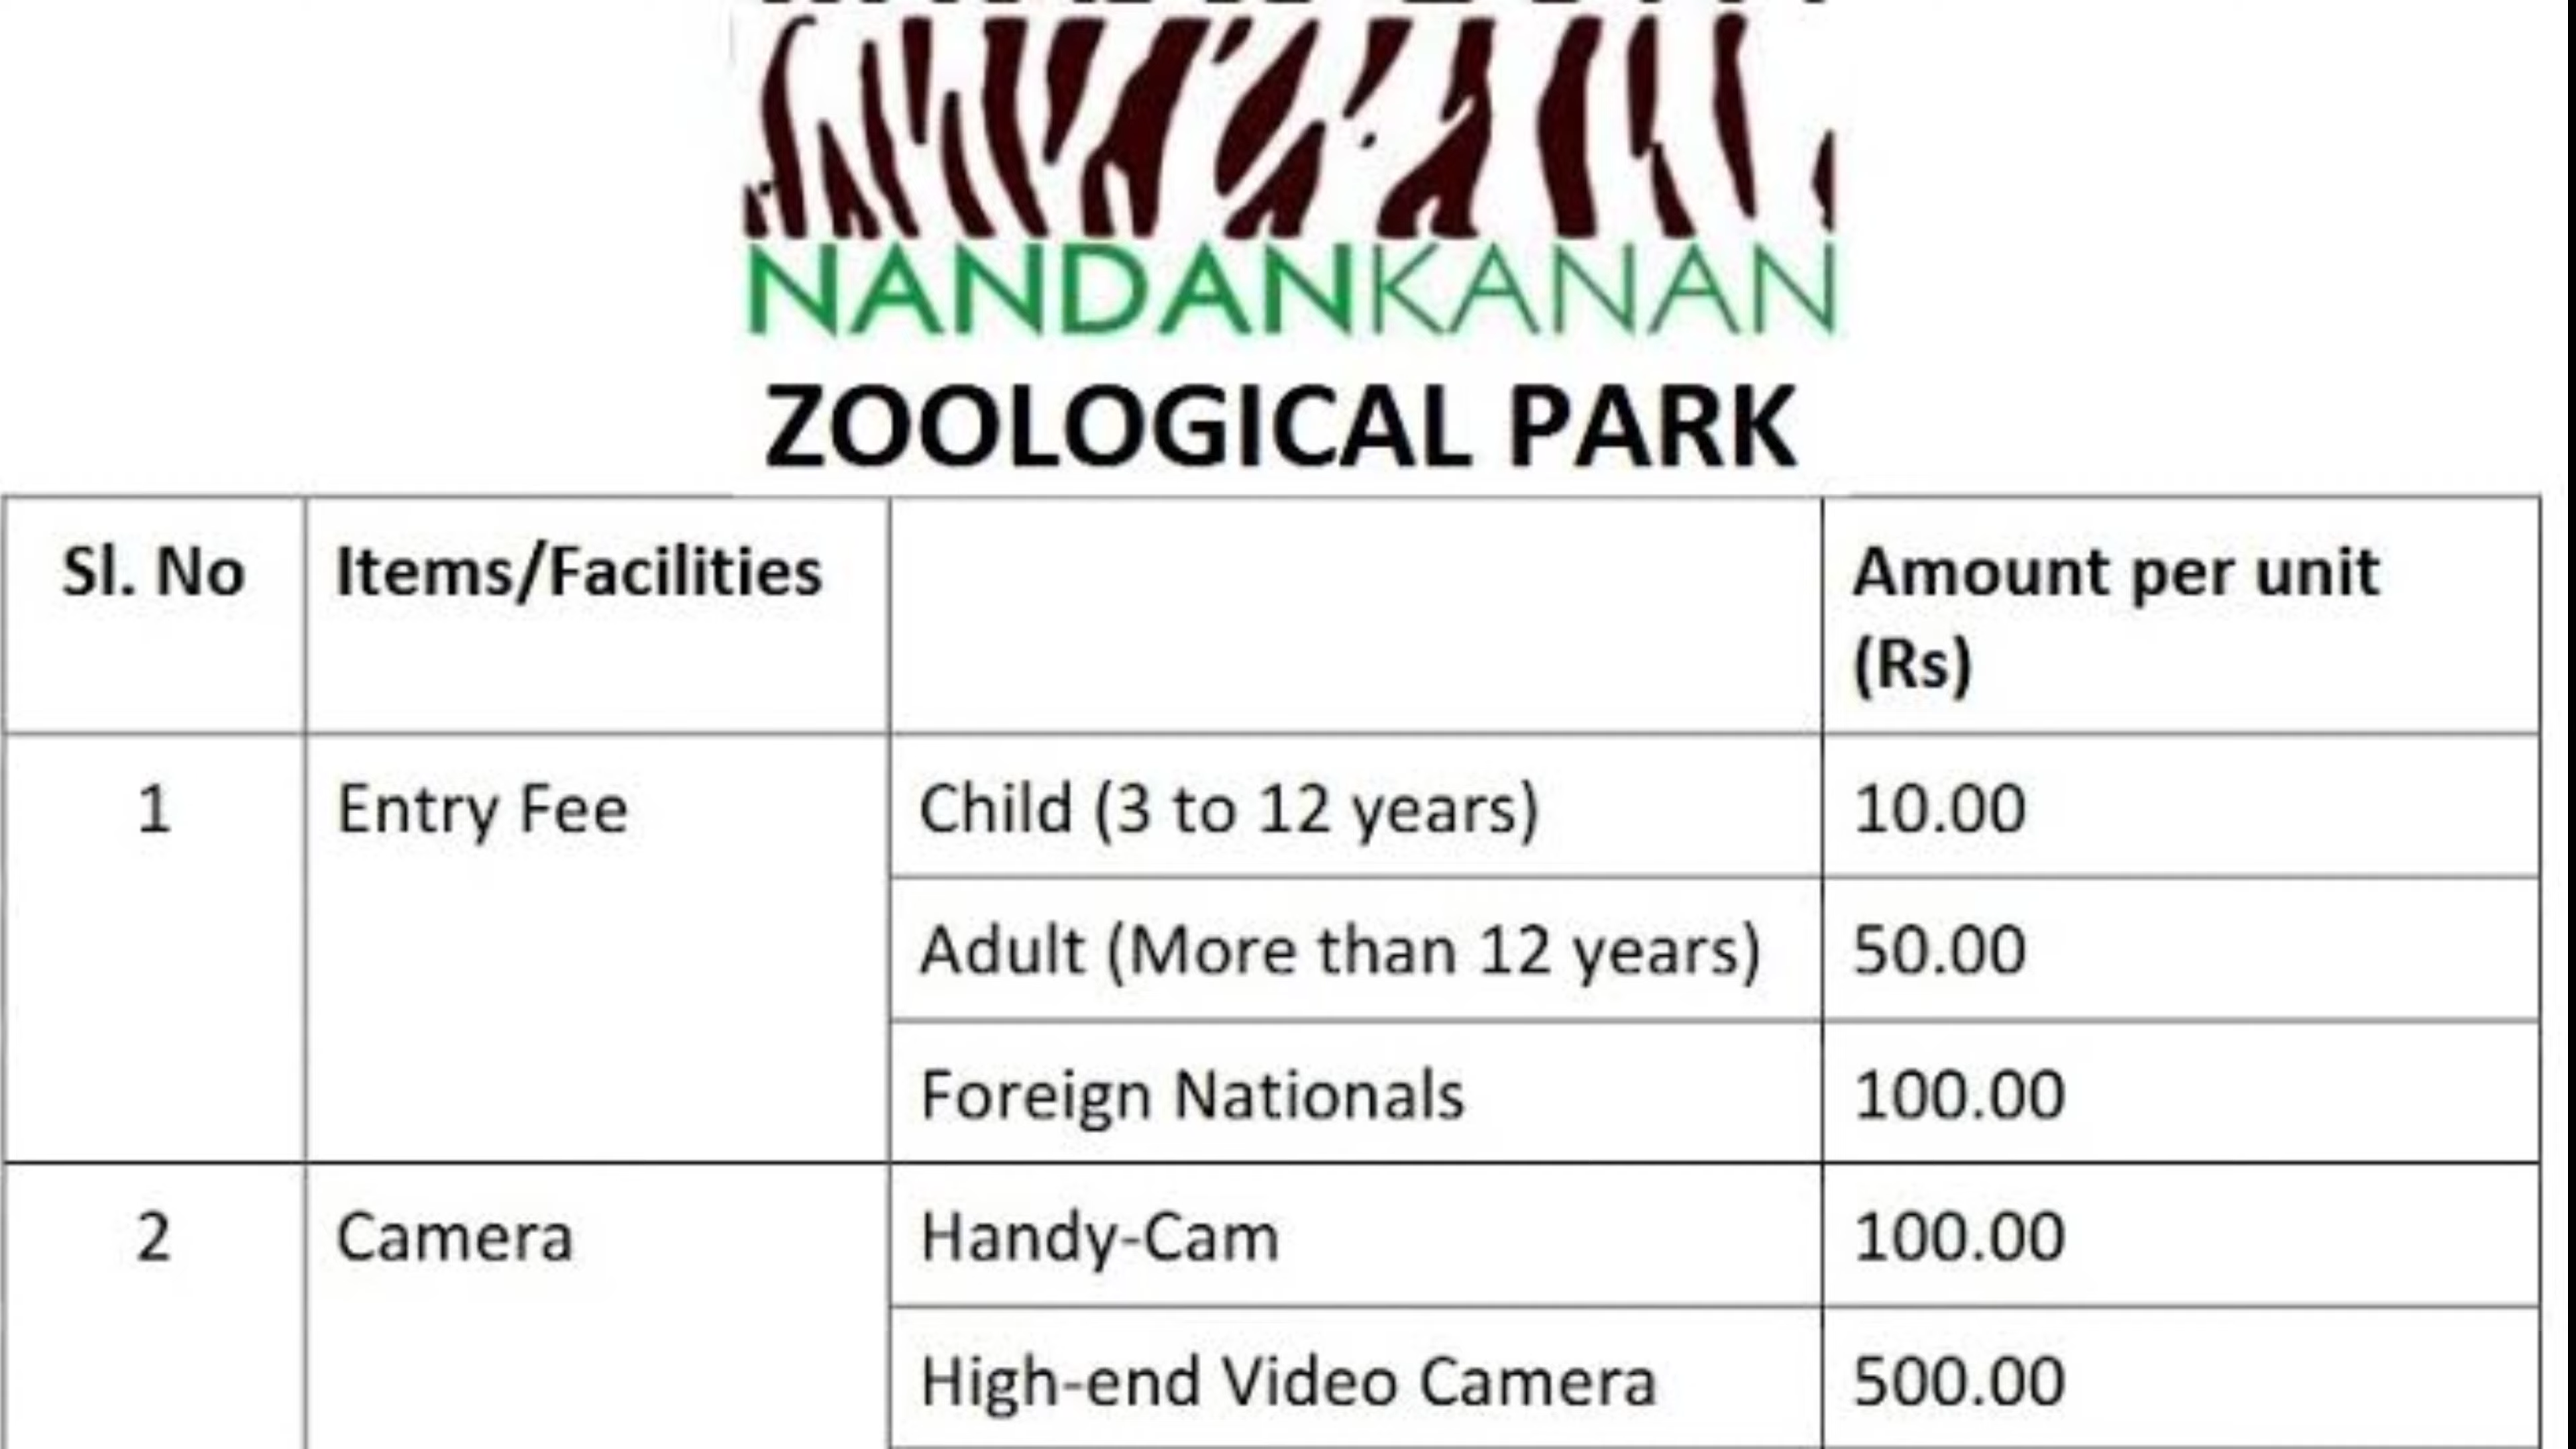 NANDANKANAN
ZOOLOGICAL PARK
Sl. No Items/Facilities Amount per unit
(Rs)
1 Entry Fee Child (3 to 12 years) 10.00
Adult (More than 12 years) 50.00
Foreign Nationals 100.00
2 Camera Handy-Cam 100.00
High-end Video Camera 500.00